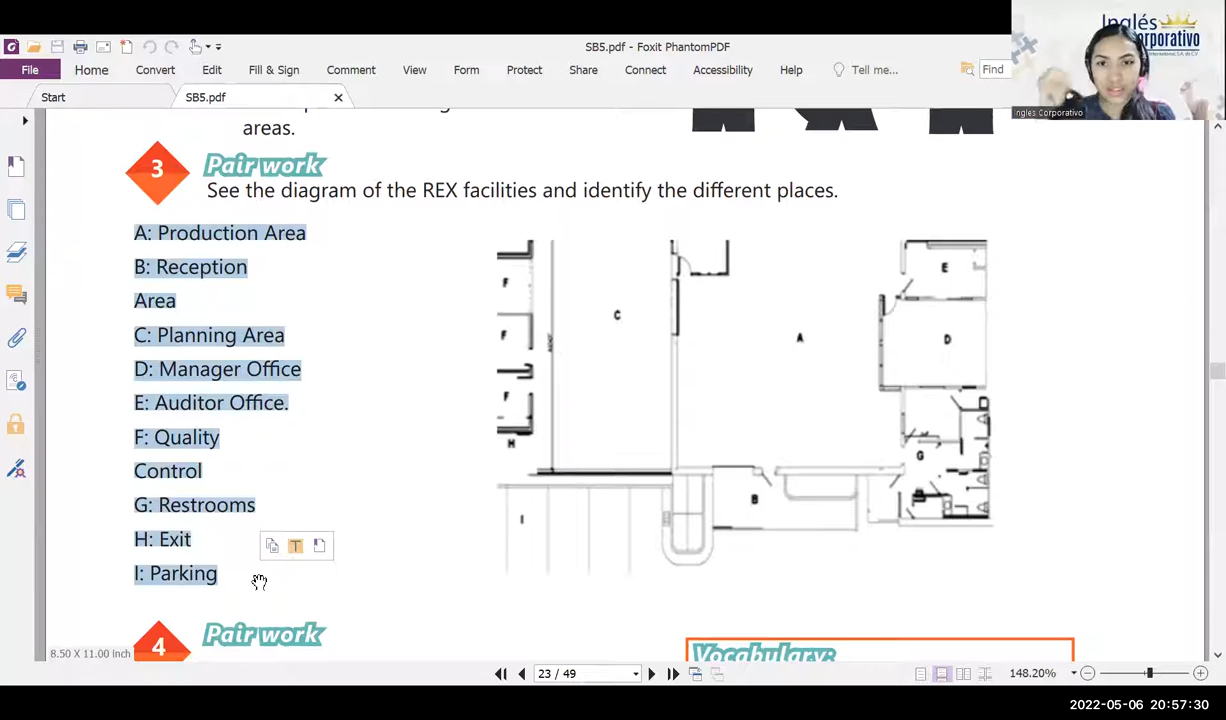 SB5.pdf - Foxit PhantomPDF
File Home Convert Edit Fill & Sign Comment View Form Protect Share Connect Accessibility Help Tell me... Find
Start SB5.pdf
Inglés
Corporativo
Ingles Corporativo
areas.
3 Pair work
See the diagram of the REX facilities and identify the different places.
A: Production Area
B: Reception
Area
C: Planning Area
D: Manager Office
E: Auditor Office.
F: Quality
Control
G: Restrooms
H: Exit
I: Parking
F
F
F
H
I
C
A
B
E
D
G
T
4 Pair work
Vocabulary:
8.50 X 11.00 inch
23 / 49
148.20%
2022-05-06 20:57:30